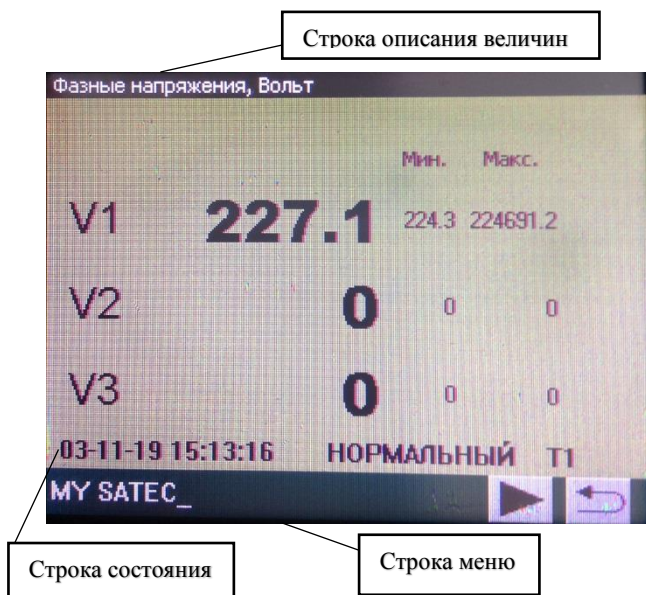 Строка описания величин
Фазные напряжения, Вольт
Мин. Макс.
V1 227.1 224.3 224691.2
V2 0 0 0
V3 0 0 0
03-11-19 15:13:16 НОРМАЛЬНЫЙ T1
MY SATEC_
Строка состояния
Строка меню